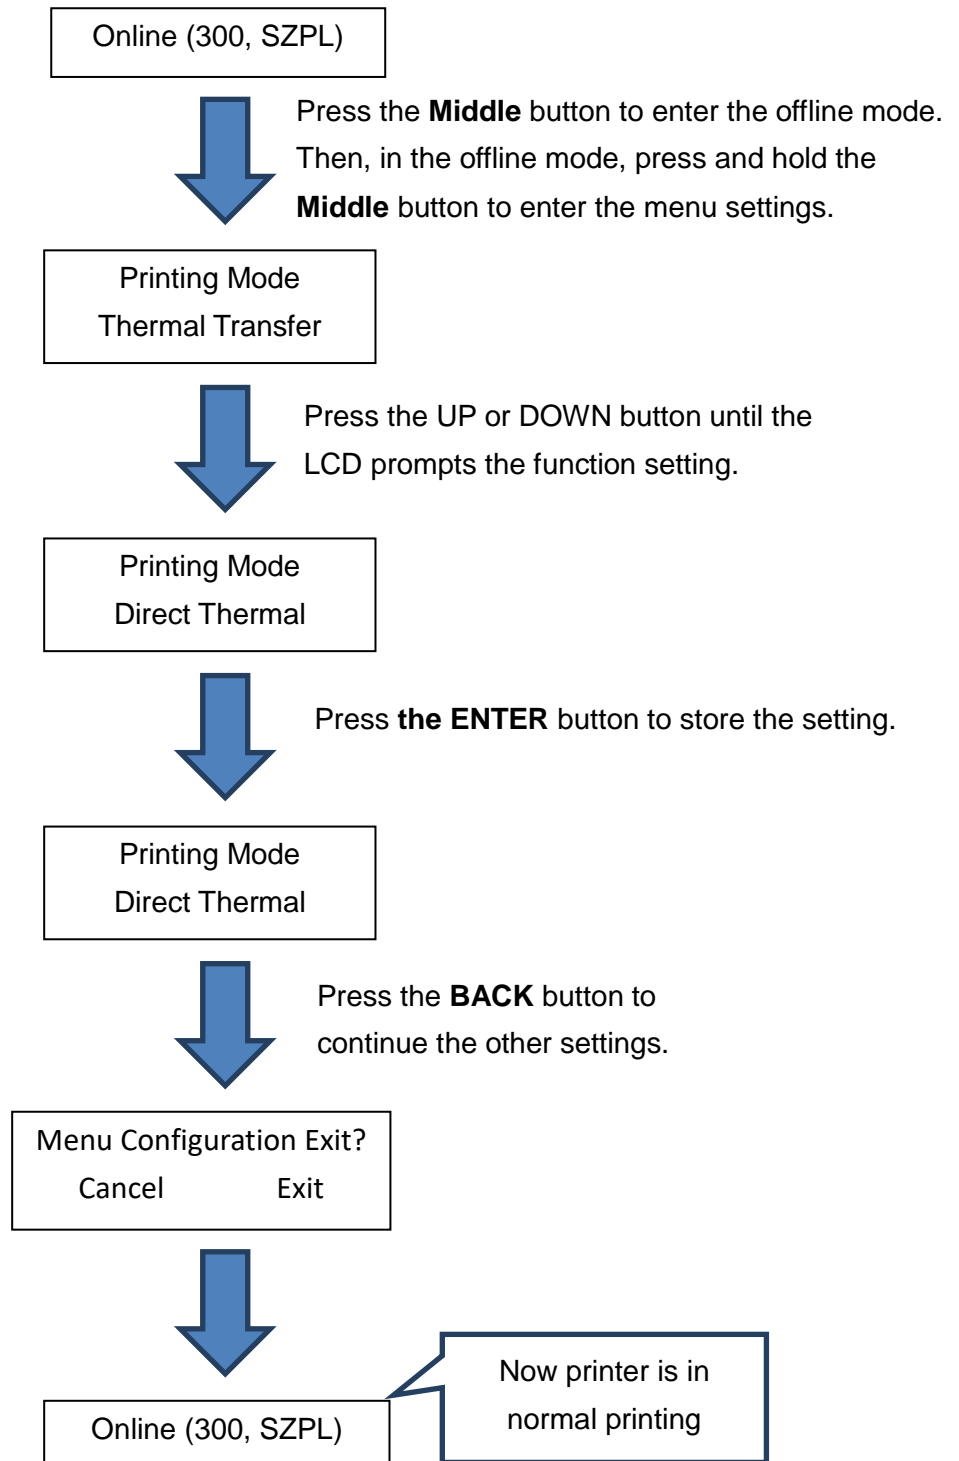 Online (300, SZPL)
Press the Middle button to enter the offline mode.
Then, in the offline mode, press and hold the
Middle button to enter the menu settings.
Printing Mode
Thermal Transfer
Press the UP or DOWN button until the
LCD prompts the function setting.
Printing Mode
Direct Thermal
Press the ENTER button to store the setting.
Printing Mode
Direct Thermal
Press the BACK button to
continue the other settings.
Menu Configuration Exit?
Cancel Exit
Now printer is in
normal printing
Online (300, SZPL)